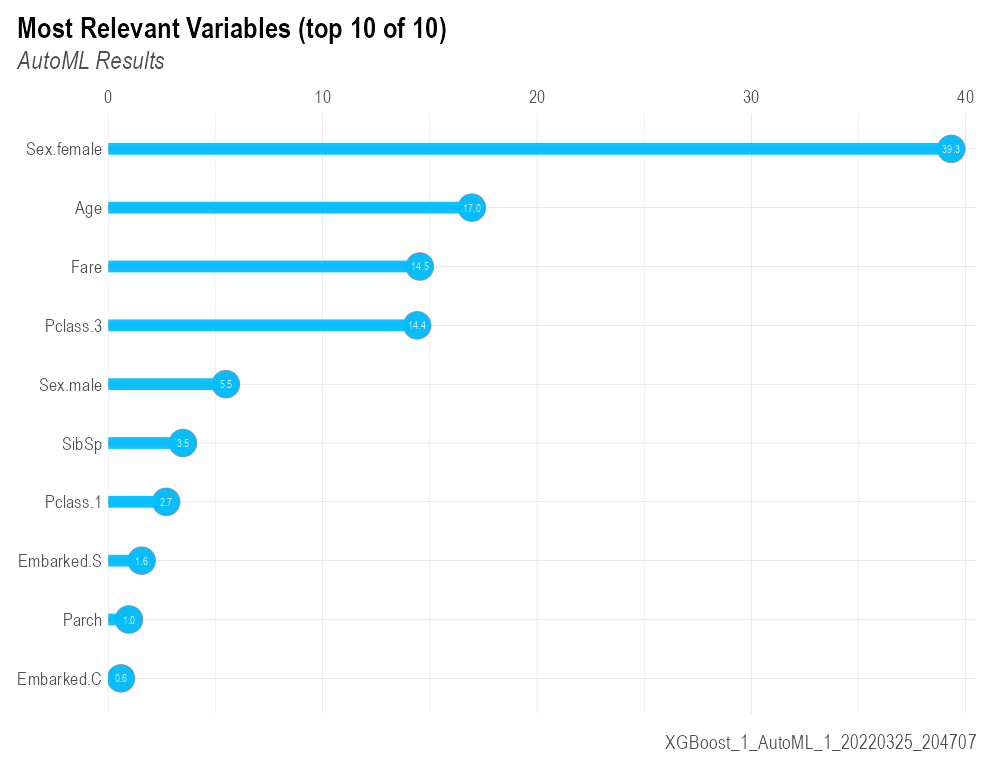 Most Relevant Variables (top 10 of 10)
AutoML Results
0 10 20 30 40
Sex.female 39.3
Age 17.0
Fare 14.5
Pclass.3 14.4
Sex.male 5.5
SibSp 3.5
Pclass.1 2.7
Embarked.S 1.6
Parch 1.0
Embarked.C 0.6
XGBoost_1_AutoML_1_20220325_204707